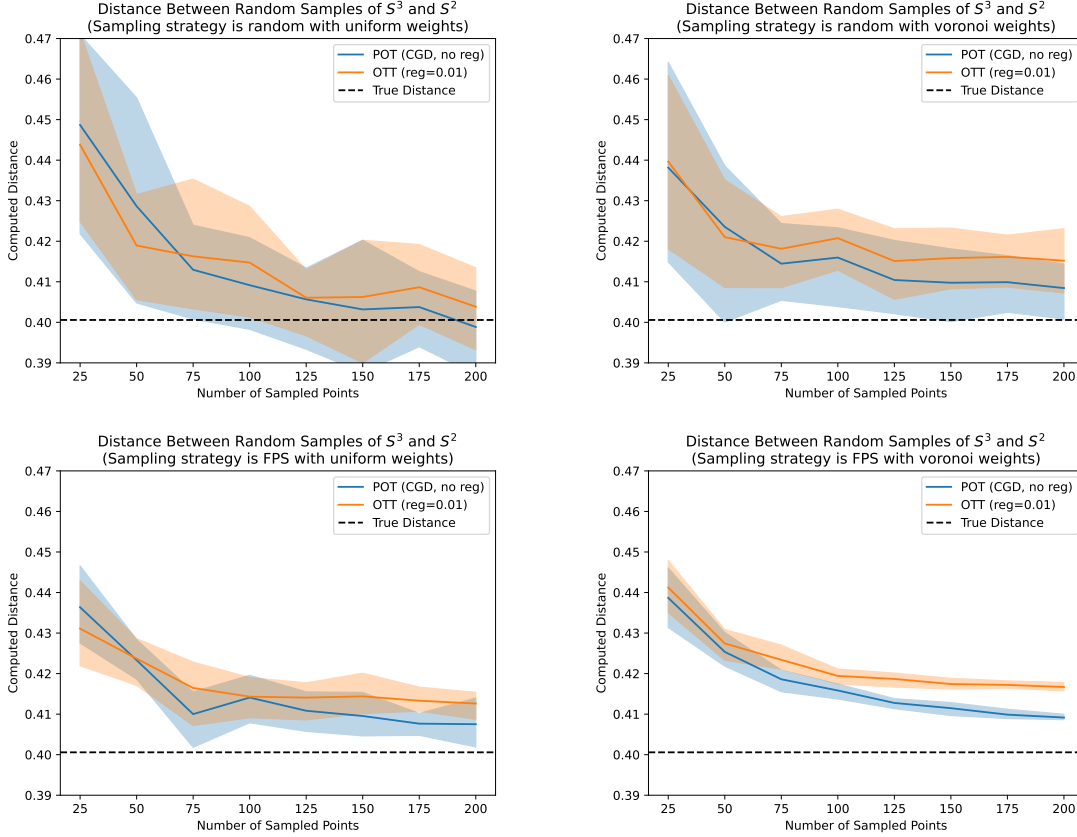 Distance Between Random Samples of S³ and S²
(Sampling strategy is random with uniform weights)
0.47
0.46
0.45
0.44
0.43
0.42
0.41
0.40
0.39
Computed Distance
POT (CGD, no reg)
OTT (reg=0.01)
True Distance
25 50 75 100 125 150 175 200
Number of Sampled Points
Distance Between Random Samples of S³ and S²
(Sampling strategy is random with voronoi weights)
0.47
0.46
0.45
0.44
0.43
0.42
0.41
0.40
0.39
Computed Distance
POT (CGD, no reg)
OTT (reg=0.01)
True Distance
25 50 75 100 125 150 175 200
Number of Sampled Points
Distance Between Random Samples of S³ and S²
(Sampling strategy is FPS with uniform weights)
0.47
0.46
0.45
0.44
0.43
0.42
0.41
0.40
0.39
Computed Distance
POT (CGD, no reg)
OTT (reg=0.01)
True Distance
25 50 75 100 125 150 175 200
Number of Sampled Points
Distance Between Random Samples of S³ and S²
(Sampling strategy is FPS with voronoi weights)
0.47
0.46
0.45
0.44
0.43
0.42
0.41
0.40
0.39
Computed Distance
POT (CGD, no reg)
OTT (reg=0.01)
True Distance
25 50 75 100 125 150 175 200
Number of Sampled Points